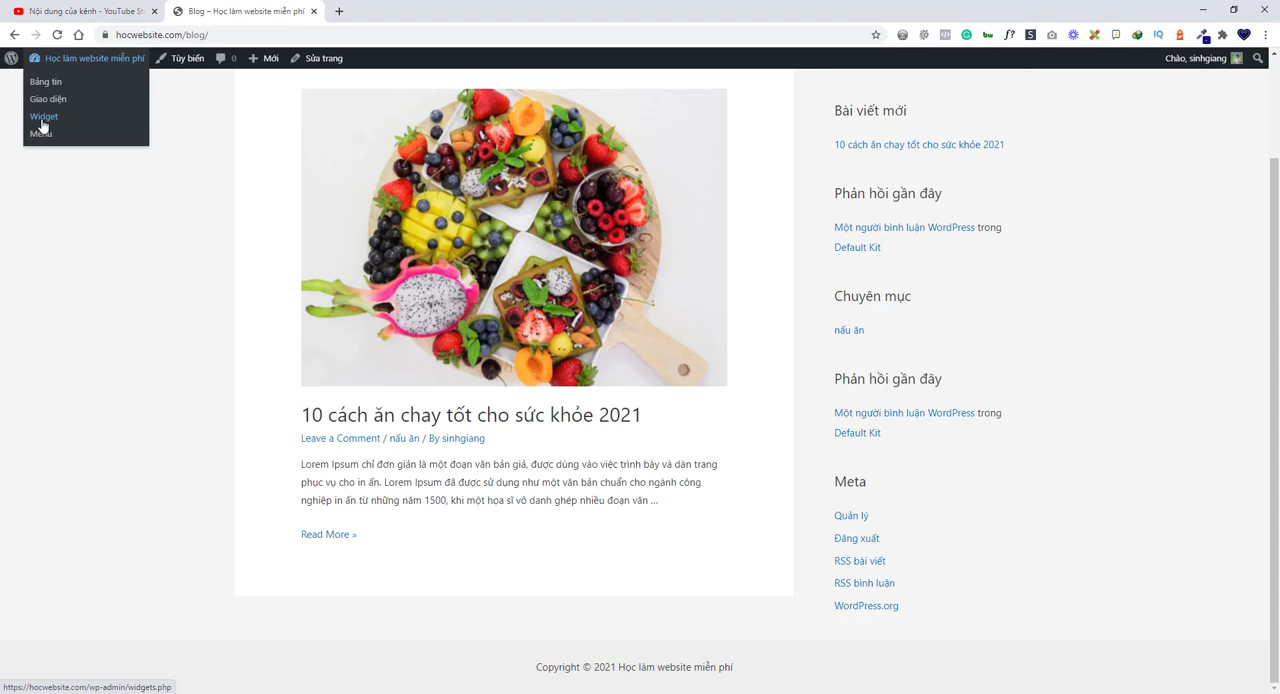 Nội dung của kênh - YouTube St
Blog – Học làm website miễn phí
hocwebsite.com/blog/
Học làm website miễn phí
Tùy biến
0
Mới
Sửa trang
Chào, sinhgiang
Bảng tin
Giao diện
Widget
Menu
Bài viết mới
10 cách ăn chay tốt cho sức khỏe 2021
Phản hồi gần đây
Một người bình luận WordPress trong
Default Kit
Chuyên mục
nấu ăn
Phản hồi gần đây
Một người bình luận WordPress trong
Default Kit
Meta
Quản lý
Đăng xuất
RSS bài viết
RSS bình luận
WordPress.org
10 cách ăn chay tốt cho sức khỏe 2021
Leave a Comment / nấu ăn / By sinhgiang
Lorem Ipsum chỉ đơn giản là một đoạn văn bản giả, được dùng vào việc trình bày và dàn trang
phục vụ cho in ấn. Lorem Ipsum đã được sử dụng như một văn bản chuẩn cho ngành công
nghiệp in ấn từ những năm 1500, khi một họa sĩ vô danh ghép nhiều đoạn văn …
Read More »
Copyright © 2021 Học làm website miễn phí
https://hocwebsite.com/wp-admin/widgets.php